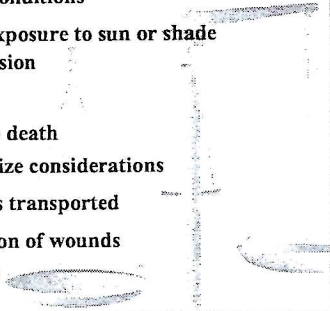 onditions
xposure to sun or shade
sion
death
ize considerations
s transported
on of wounds